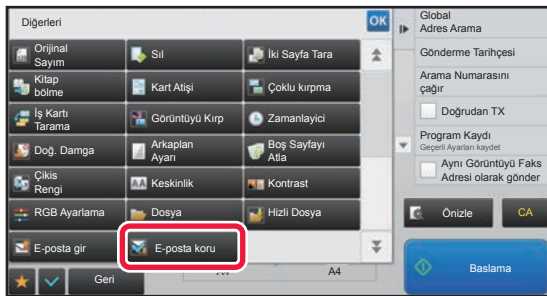 Diğerleri
OK
Orijinal
Sayım
Sıl
İki Sayfa Tara
Kitap
bölme
Kart Atişi
Çoklu kırpma
İş Kartı
Tarama
Görüntüyü Kırp
Zamanlayici
Doğ. Damga
Arkaplan
Ayarı
Boş Sayfayı
Atla
Çikis
Rengi
Keskinlik
Kontrast
RGB Ayarlama
Dosya
Hizli Dosya
E-posta gir
E-posta koru
Geri
A4
A4
Global
Adres Arama
Gönderme Tarihçesi
Arama Numarasını
çağır
Doğrudan TX
Program Kaydı
Geçerli Ayarları kaydet
Aynı Görüntüyü Faks
Adresi olarak gönder
Önizle
CA
Baslama